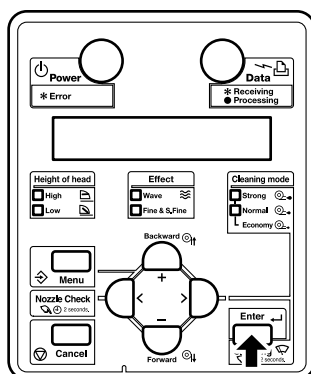 Power
Data
* Error
* Receiving
● Processing
Height of head
High
Low
Effect
Wave
Fine & S.Fine
Cleaning mode
Strong
Normal
Economy
Backward
+
Menu
< >
Nozzle Check
2 seconds.
−
Enter
Cancel
Forward
2 seconds.